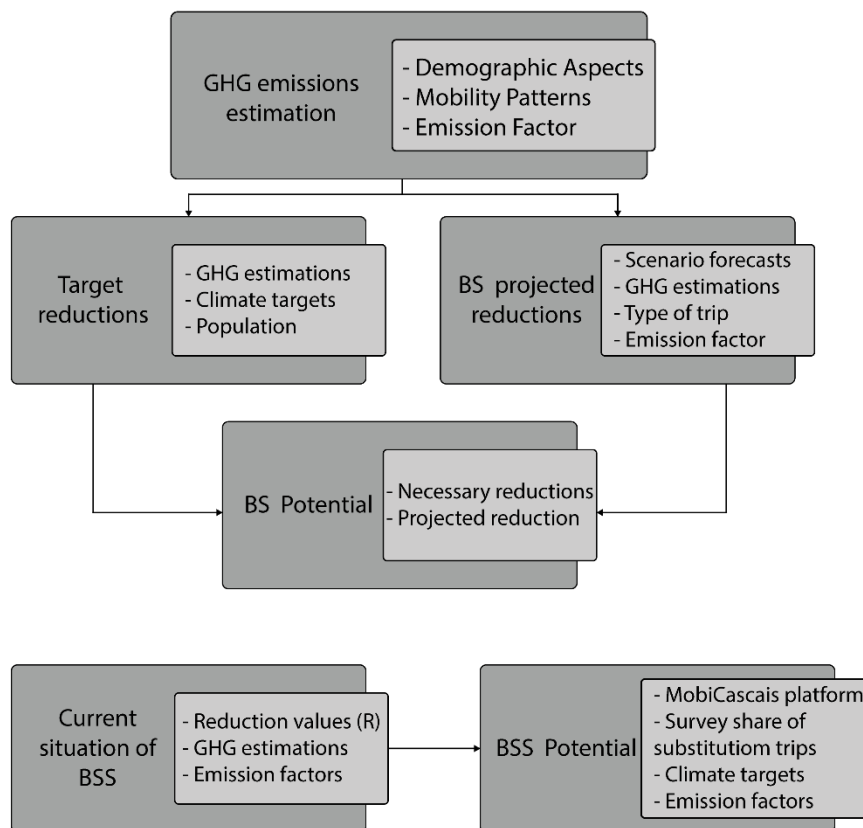 GHG emissions
estimation
- Demographic Aspects
- Mobility Patterns
- Emission Factor
Target
reductions
- GHG estimations
- Climate targets
- Population
BS projected
reductions
- Scenario forecasts
- GHG estimations
- Type of trip
- Emission factor
BS Potential
- Necessary reductions
- Projected reduction
Current
situation of
BSS
- Reduction values (R)
- GHG estimations
- Emission factors
BSS Potential
- MobiCascais platform
- Survey share of
substitutiom trips
- Climate targets
- Emission factors